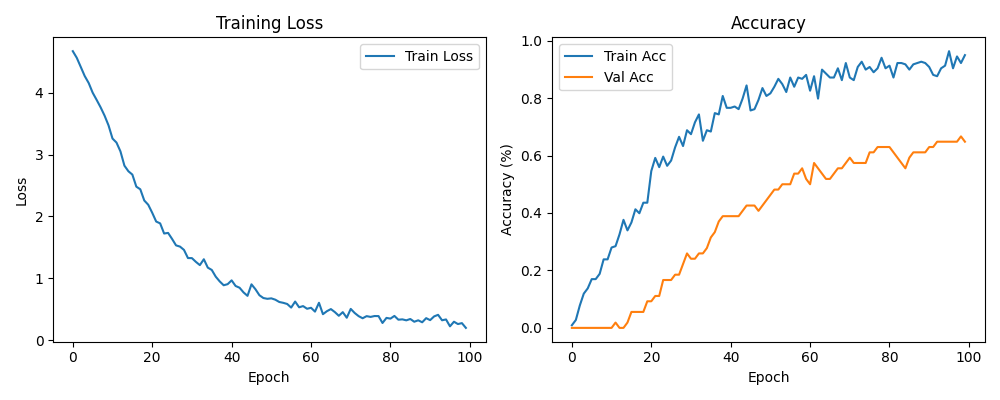 Training Loss
Train Loss
4
3
2
1
0
Loss
0 20 40 60 80 100
Epoch
Accuracy
Train Acc
Val Acc
1.0
0.8
0.6
0.4
0.2
0.0
Accuracy (%)
0 20 40 60 80 100
Epoch